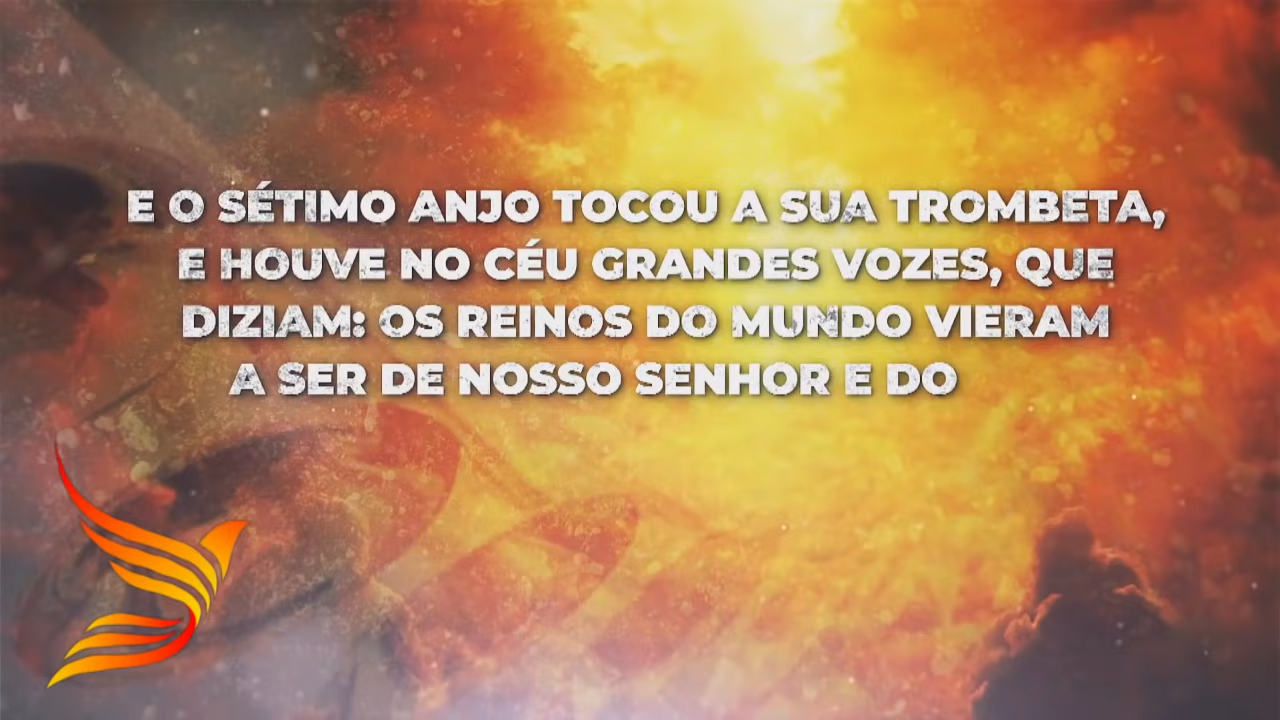 E O SÉTIMO ANJO TOCOU A SUA TROMBETA,
E HOUVE NO CÉU GRANDES VOZES, QUE
DIZIAM: OS REINOS DO MUNDO VIERAM
A SER DE NOSSO SENHOR E DO